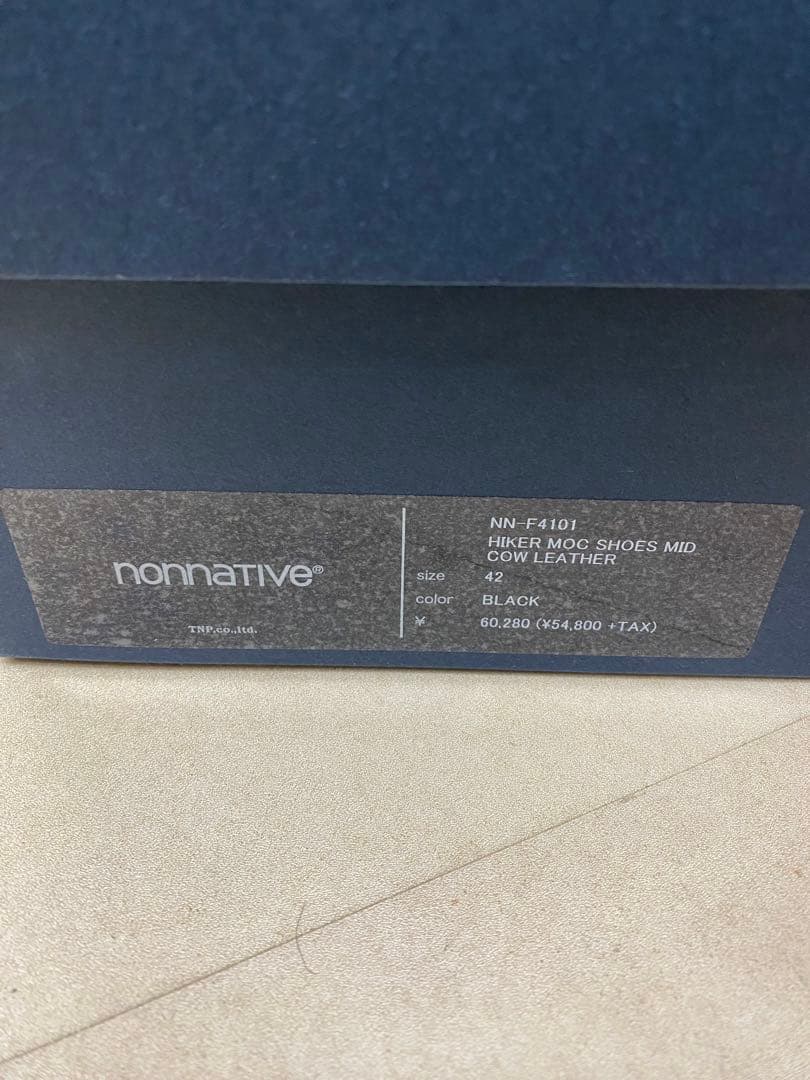 nonnative®
TNP.co.,ltd.
NN-F4101
HIKER MOC SHOES MID
COW LEATHER
size 42
color BLACK
¥ 60,280 (¥54,800 +TAX)